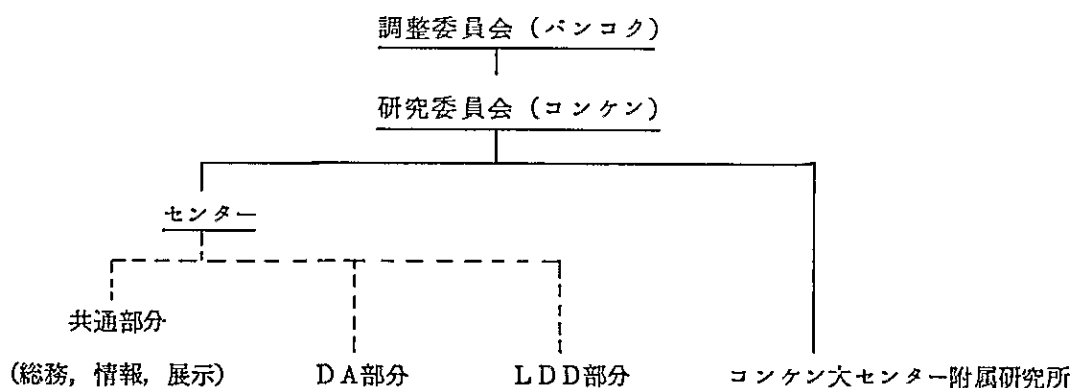 調整委員会 (バンコク)
研究委員会 (コンケン)
センター
共通部分
(総務, 情報, 展示) DA部分 LDD部分 コンケン大センター附属研究所